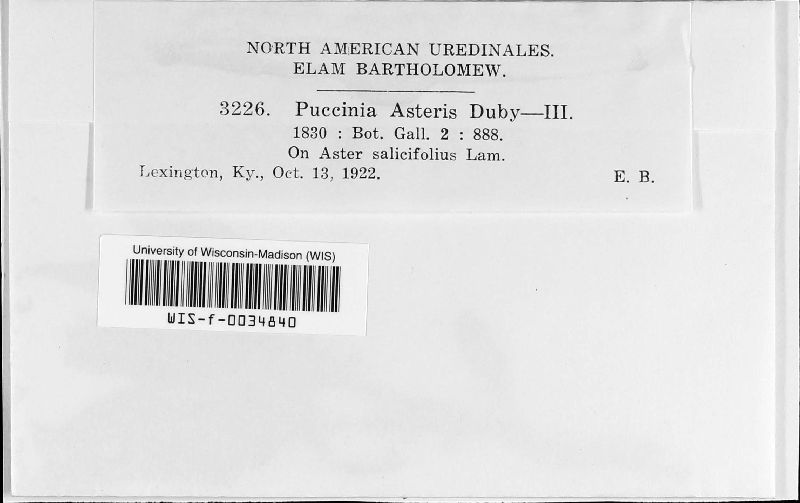 NORTH AMERICAN UREDINALES.
ELAM BARTHOLOMEW.
3226. Puccinia Asteris Duby—III.
1830 : Bot. Gall. 2 : 888.
On Aster salicifolius Lam.
Lexington, Ky., Oct. 13, 1922. E. B.
University of Wisconsin-Madison (WIS)
WIS-f-0034840